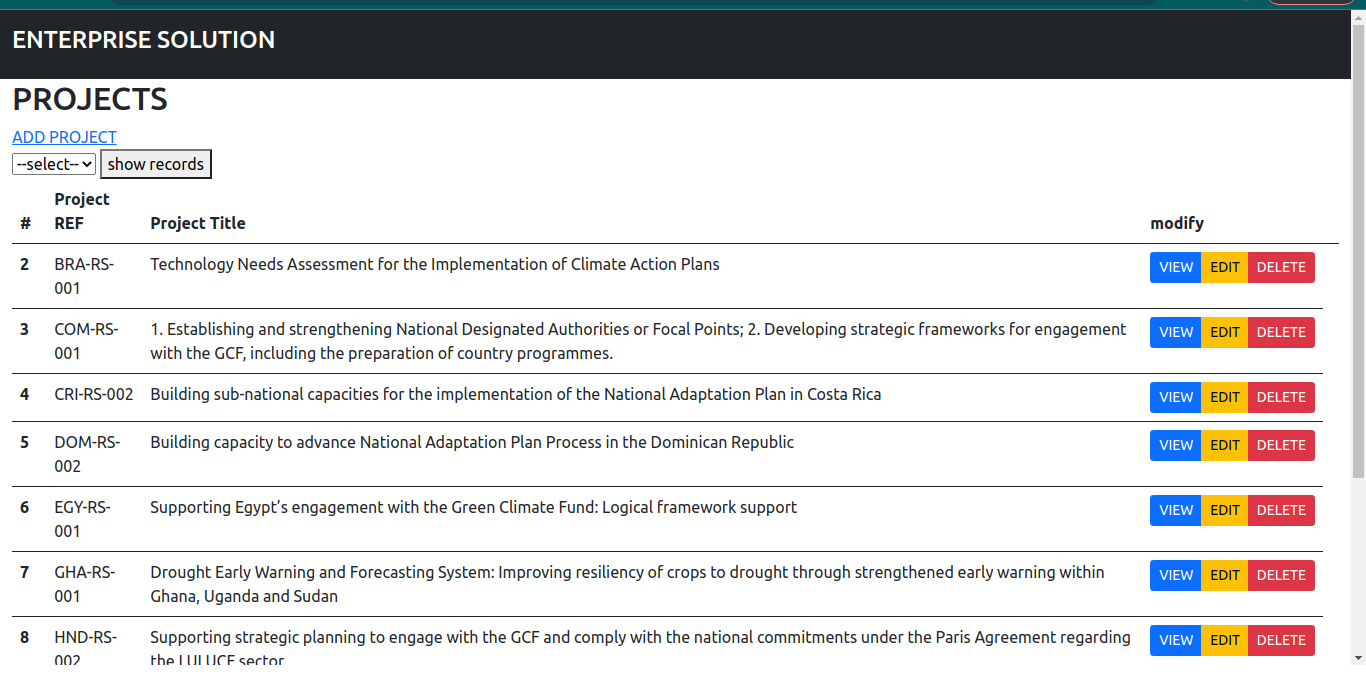 ENTERPRISE SOLUTION
PROJECTS
ADD PROJECT
--select-- show records
Project
# REF Project Title modify
2 BRA-RS- Technology Needs Assessment for the Implementation of Climate Action Plans VIEW EDIT DELETE
001
3 COM-RS- 1. Establishing and strengthening National Designated Authorities or Focal Points; 2. Developing strategic frameworks for engagement VIEW EDIT DELETE
001 with the GCF, including the preparation of country programmes.
4 CRI-RS-002 Building sub-national capacities for the implementation of the National Adaptation Plan in Costa Rica VIEW EDIT DELETE
5 DOM-RS- Building capacity to advance National Adaptation Plan Process in the Dominican Republic VIEW EDIT DELETE
002
6 EGY-RS- Supporting Egypt’s engagement with the Green Climate Fund: Logical framework support VIEW EDIT DELETE
001
7 GHA-RS- Drought Early Warning and Forecasting System: Improving resiliency of crops to drought through strengthened early warning within VIEW EDIT DELETE
001 Ghana, Uganda and Sudan
8 HND-RS- Supporting strategic planning to engage with the GCF and comply with the national commitments under the Paris Agreement regarding VIEW EDIT DELETE
002 the LULUCF sector